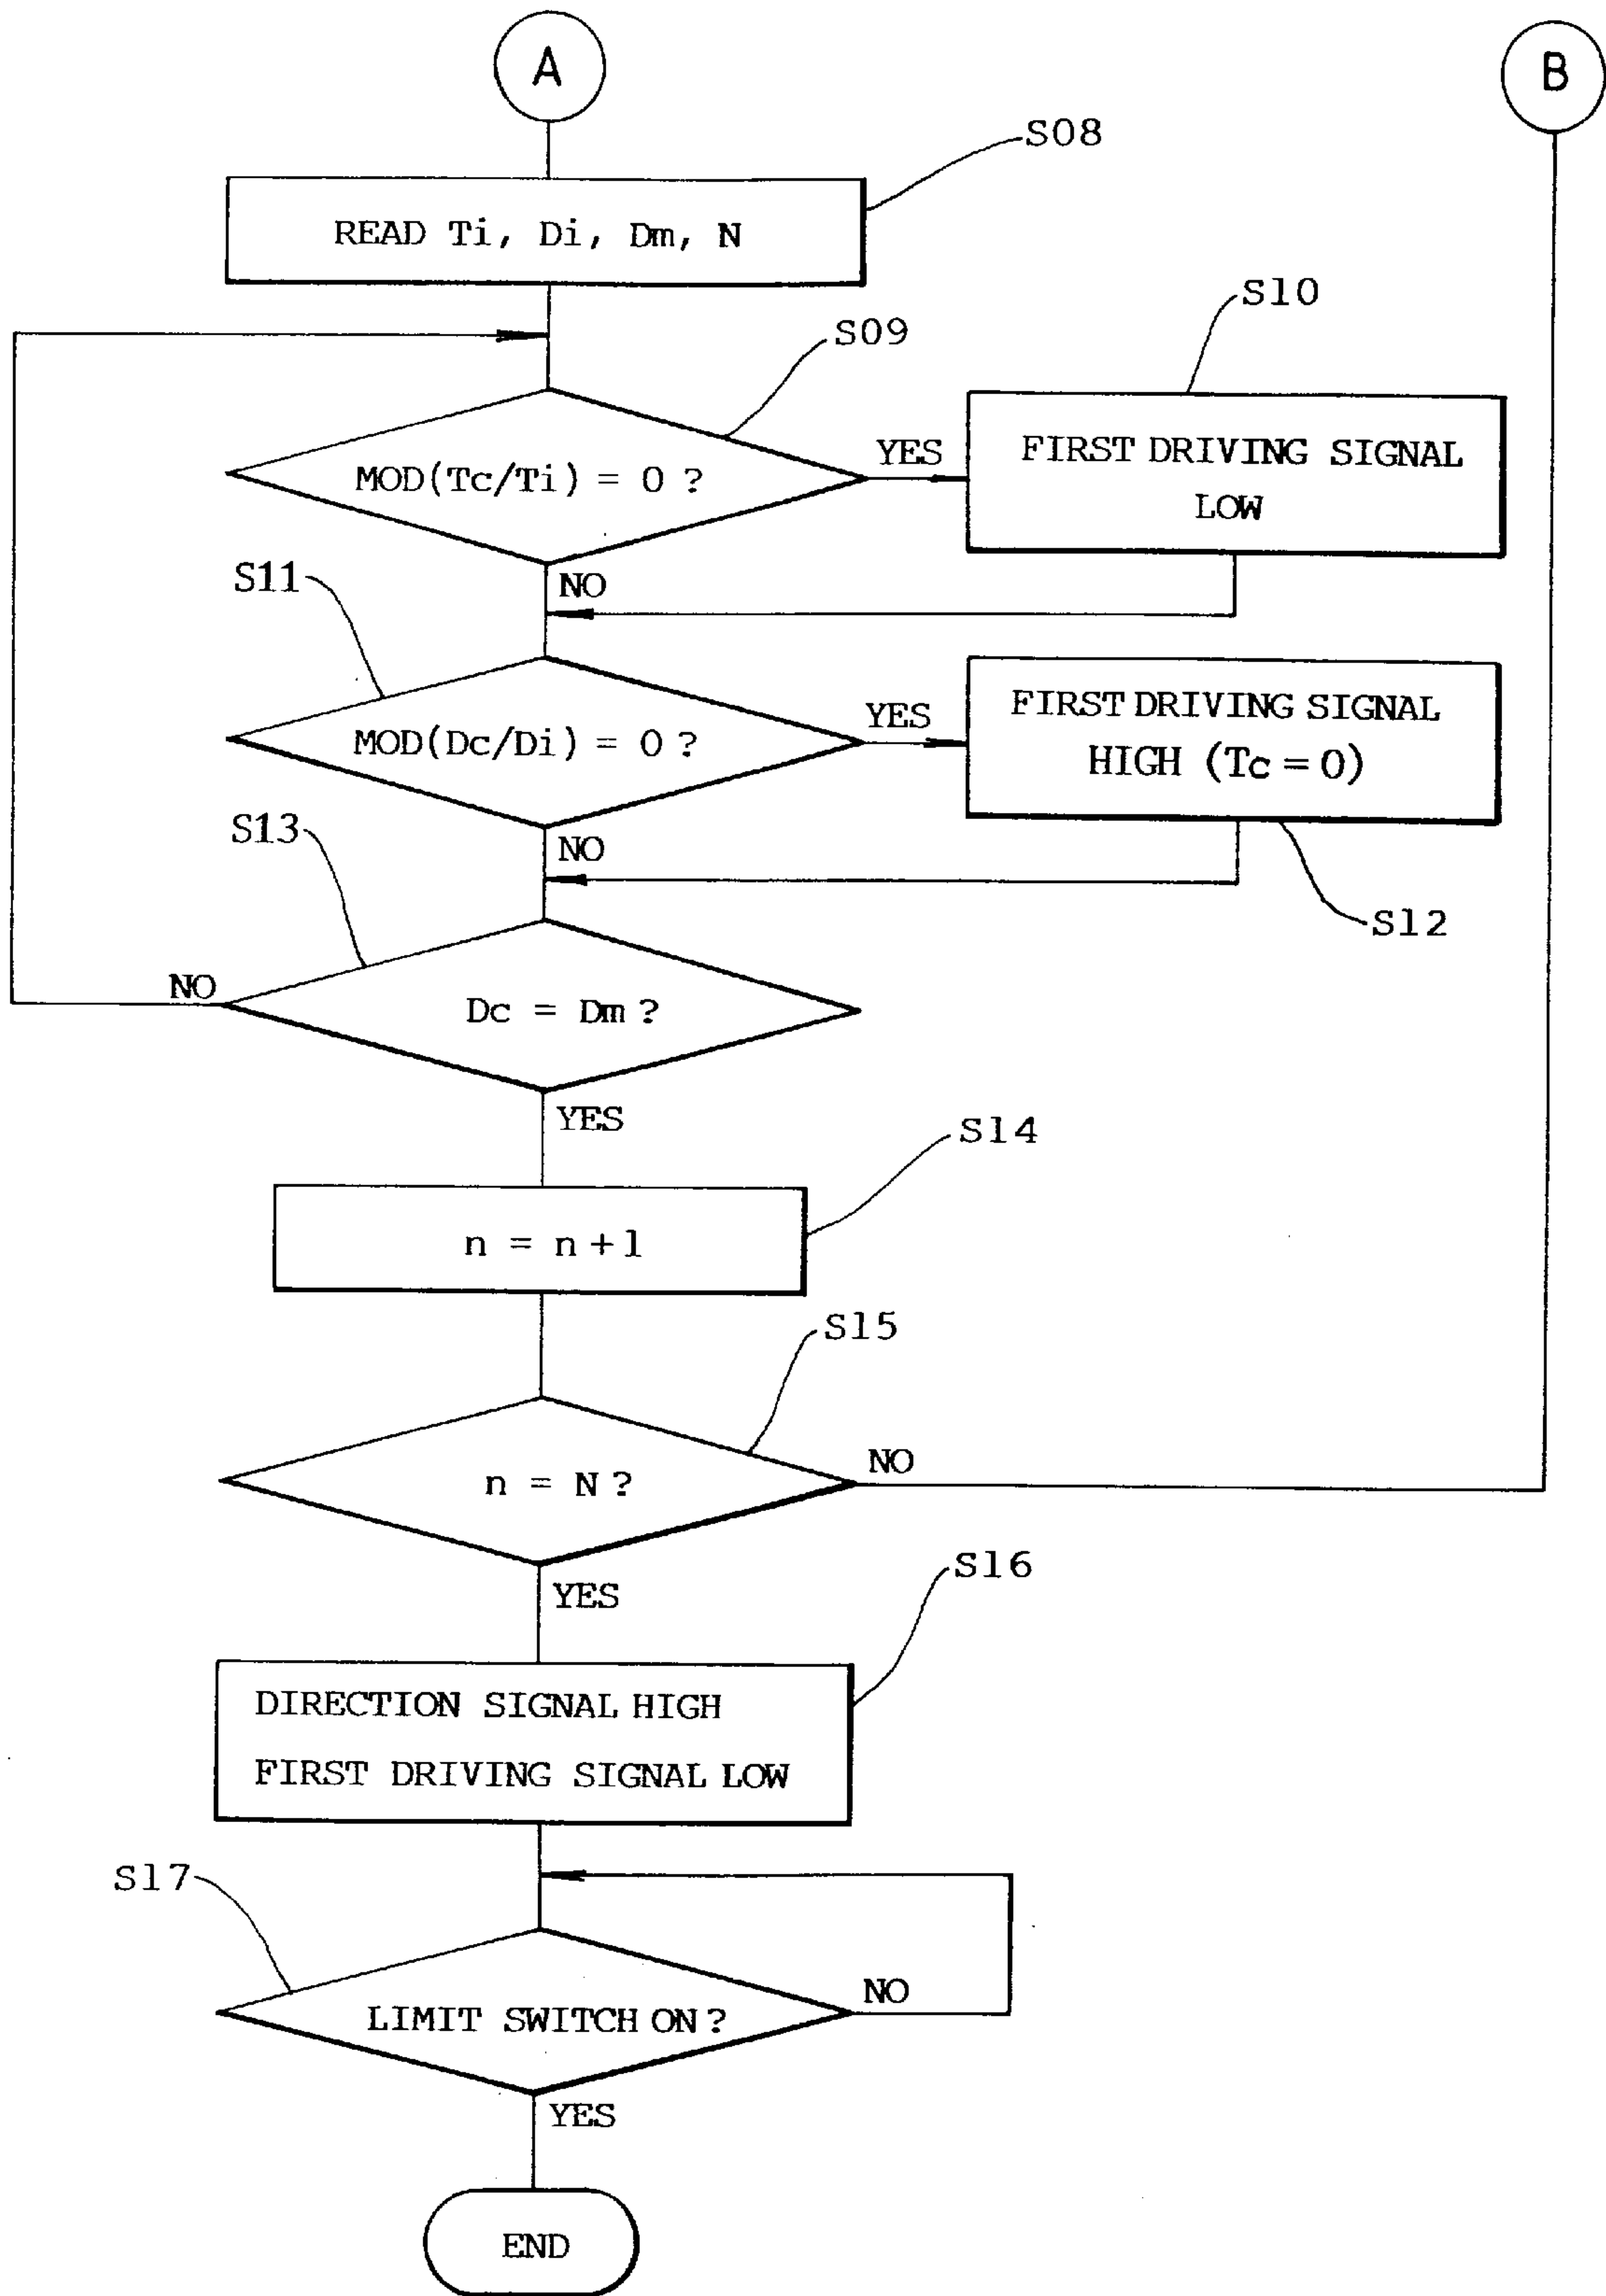 A
B
S08
READ Ti, Di, Dm, N
S10
S09
MOD(Tc/Ti) = 0 ?
YES
FIRST DRIVING SIGNAL
LOW
NO
S11
MOD(Dc/Di) = 0 ?
YES
FIRST DRIVING SIGNAL
HIGH (Tc = 0)
NO
S12
S13
Dc = Dm ?
NO
YES
S14
n = n + 1
S15
n = N ?
NO
YES
S16
DIRECTION SIGNAL HIGH
FIRST DRIVING SIGNAL LOW
S17
LIMIT SWITCH ON ?
NO
YES
END